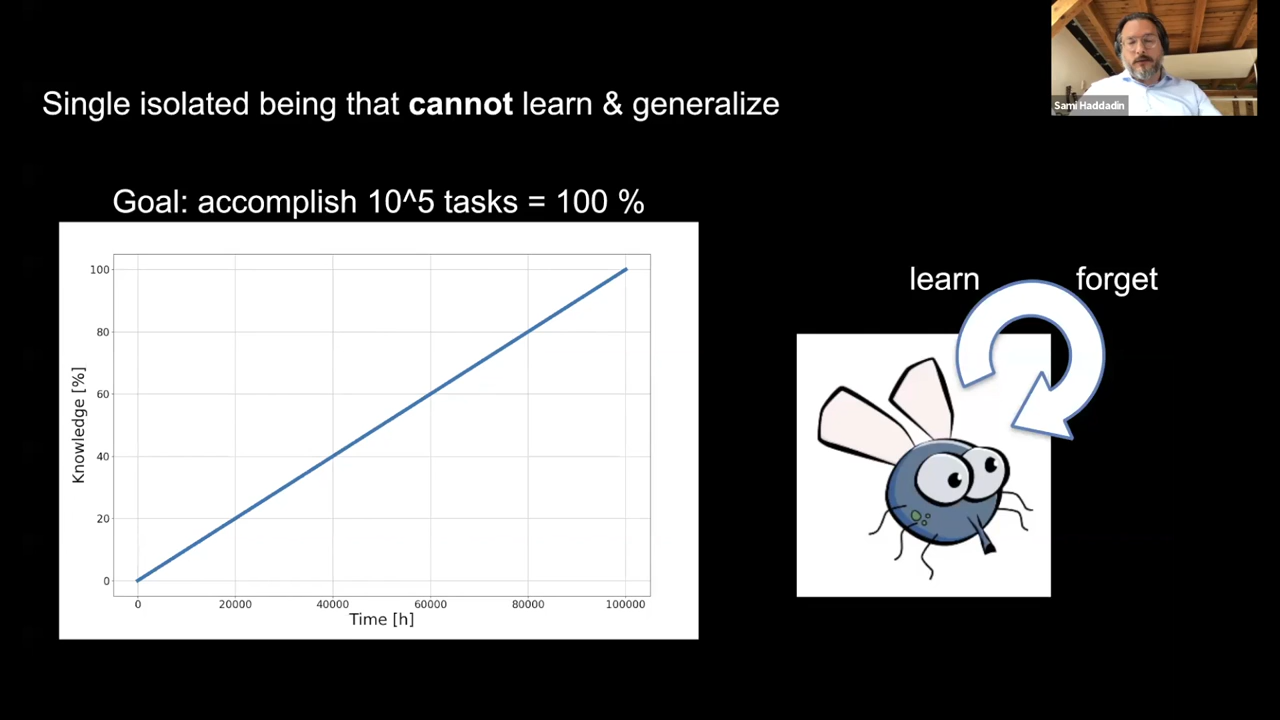 Sami Haddadin
Single isolated being that cannot learn & generalize
Goal: accomplish 10^5 tasks = 100 %
100
80
60
40
20
0
Knowledge [%]
0 20000 40000 60000 80000 100000
Time [h]
learn forget